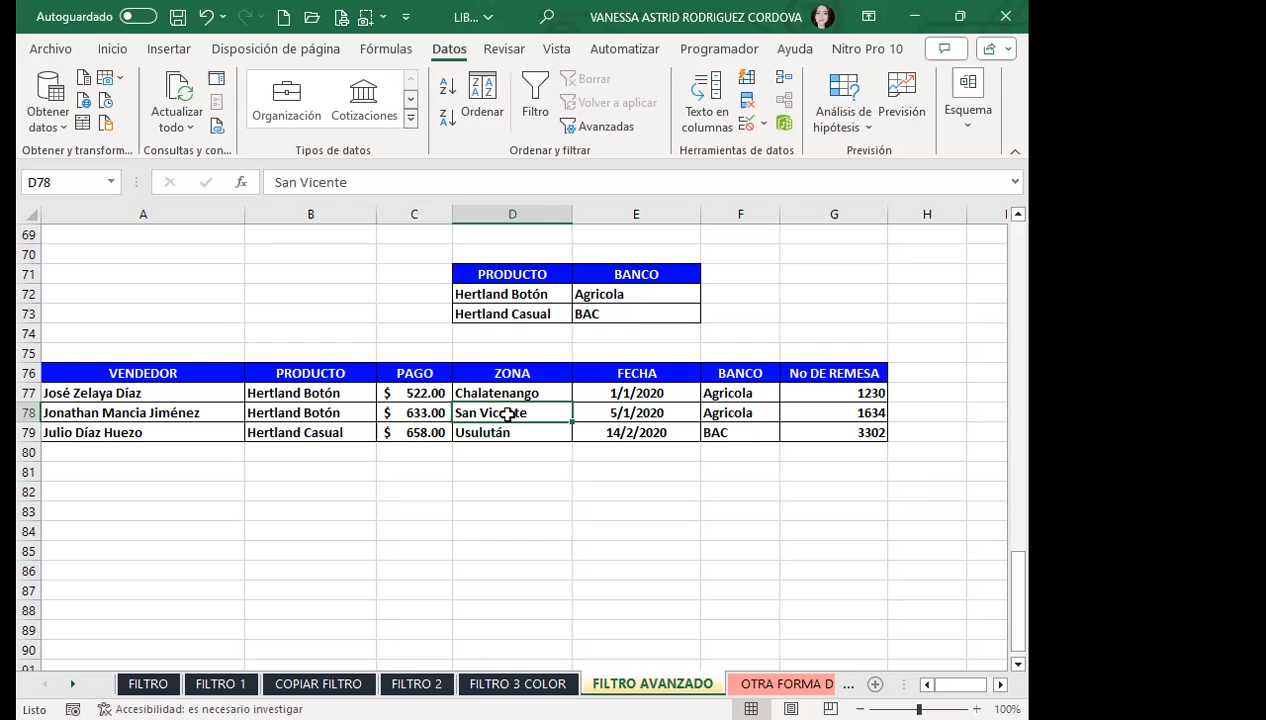 Autoguardado LIB... VANESSA ASTRID RODRIGUEZ CORDOVA
Archivo Inicio Insertar Disposición de página Fórmulas Datos Revisar Vista Automatizar Programador Ayuda Nitro Pro 10
Obtener datos
Actualizar todo
Organización Cotizaciones
Ordenar
Filtro
Borrar
Volver a aplicar
Avanzadas
Texto en columnas
Análisis de hipótesis
Previsión
Esquema
Obtener y transform... Consultas y con... Tipos de datos Ordenar y filtrar Herramientas de datos Previsión
D78 fx San Vicente
A B C D E F G H I
69
70
71 PRODUCTO BANCO
72 Hertland Botón Agricola
73 Hertland Casual BAC
74
75
76 VENDEDOR PRODUCTO PAGO ZONA FECHA BANCO No DE REMESA
77 José Zelaya Díaz Hertland Botón $ 522.00 Chalatenango 1/1/2020 Agricola 1230
78 Jonathan Mancia Jiménez Hertland Botón $ 633.00 San Vicente 5/1/2020 Agricola 1634
79 Julio Díaz Huezo Hertland Casual $ 658.00 Usulután 14/2/2020 BAC 3302
80
81
82
83
84
85
86
87
88
89
90
91
FILTRO FILTRO 1 COPIAR FILTRO FILTRO 2 FILTRO 3 COLOR FILTRO AVANZADO OTRA FORMA D ...
Listo Accesibilidad: es necesario investigar 100%